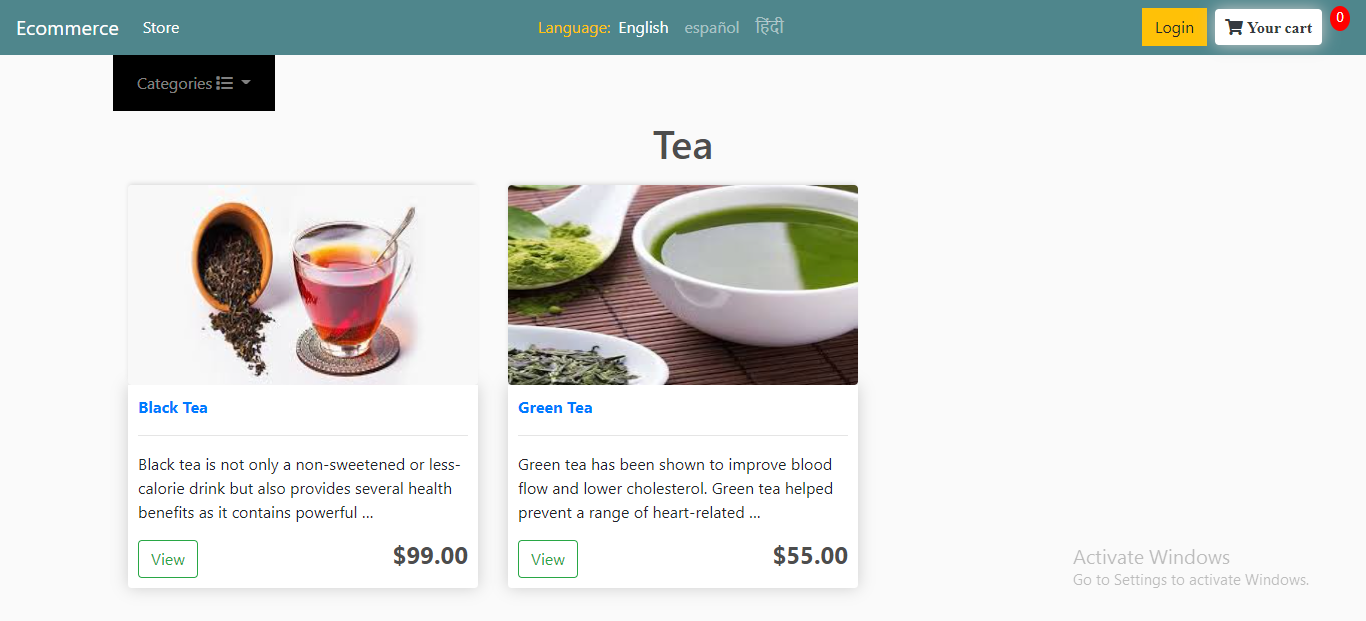 Ecommerce Store Language: English español हिंदी Login Your cart 0
Categories
Tea
Black Tea
Black tea is not only a non-sweetened or less-
calorie drink but also provides several health
benefits as it contains powerful ...
View $99.00
Green Tea
Green tea has been shown to improve blood
flow and lower cholesterol. Green tea helped
prevent a range of heart-related ...
View $55.00
Activate Windows
Go to Settings to activate Windows.